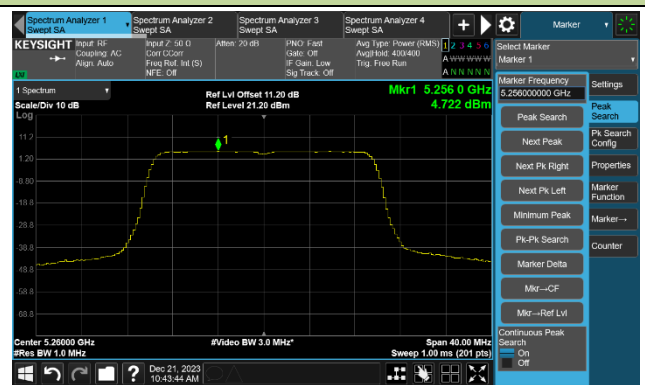 Spectrum Analyzer 1
Swept SA
Spectrum Analyzer 2
Swept SA
Spectrum Analyzer 3
Swept SA
Spectrum Analyzer 4
Swept SA
Marker
KEYSIGHT
Input: RF
Coupling: AC
Align: Auto
Input Z: 50 Ω
Corr CCorr
Freq Ref: Int (S)
NFE: Off
Atten: 20 dB
PNO: Fast
Gate: Off
IF Gain: Low
Sig Track: Off
Avg Type: Power (RMS)
Avg|Hold: 400/400
Trig: Free Run
1 2 3 4 5 6
A W W W W W
A N N N N N
Select Marker
Marker 1
1 Spectrum
Scale/Div 10 dB
Log
Ref Lvl Offset 11.20 dB
Ref Level 21.20 dBm
Mkr1 5.256 0 GHz
4.722 dBm
11.2
1.20
-8.80
-18.8
-28.8
-38.8
-48.8
-58.8
-68.8
1
Center 5.26000 GHz
#Res BW 1.0 MHz
#Video BW 3.0 MHz*
Span 40.00 MHz
Sweep 1.00 ms (201 pts)
Marker Frequency
5.256000000 GHz
Peak Search
Next Peak
Next Pk Right
Next Pk Left
Minimum Peak
Pk-Pk Search
Marker Delta
Mkr→CF
Mkr→Ref Lvl
Continuous Peak
Search
On
Off
Settings
Peak
Search
Pk Search
Config
Properties
Marker
Function
Marker→
Counter
Dec 21, 2023
10:43:44 AM